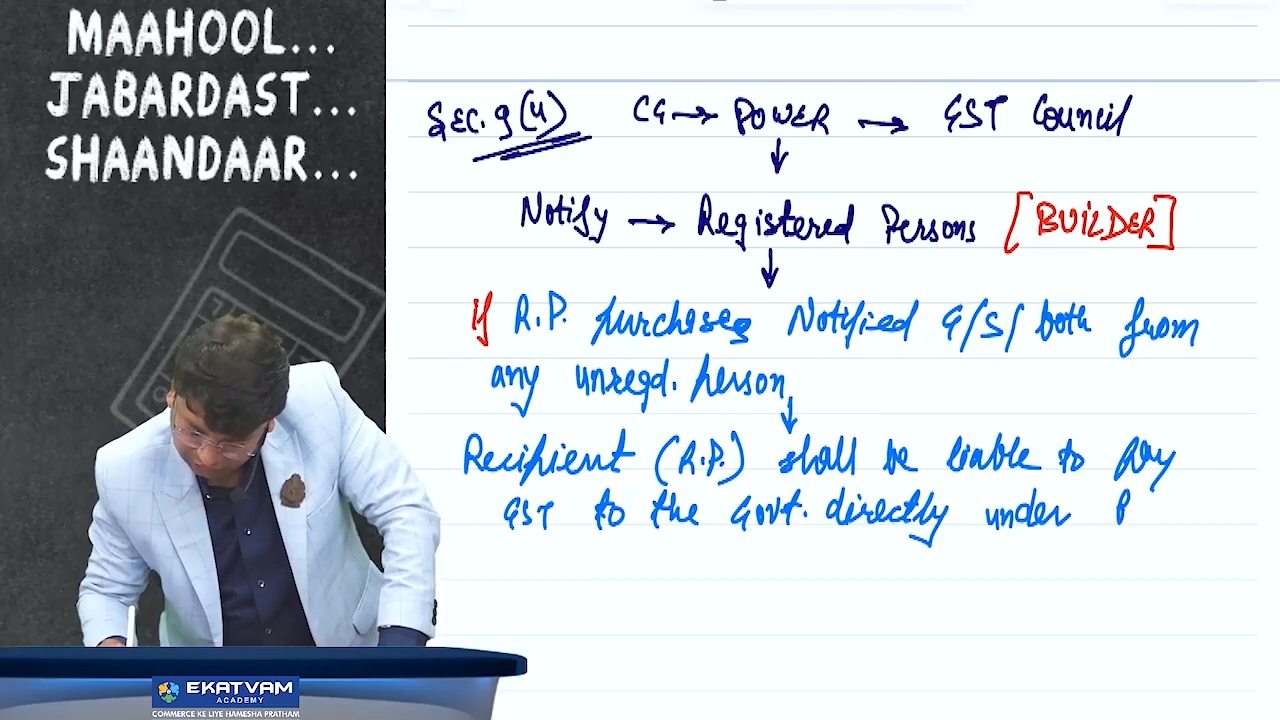 MAAHOOL...
JABARDAST...
SHAANDAAR...
SEC. 9(4) CG → POWER → GST Council
↓
Notify → Registered Persons [BUILDER]
↓
If R.P. purchases Notified G/S/both from
any unregd. person,
↓
Recipient (R.P.) shall be liable to pay
GST to the Govt. directly under
EKATVAM
ACADEMY
COMMERCE KE LIYE HAMESHA PRATHAM